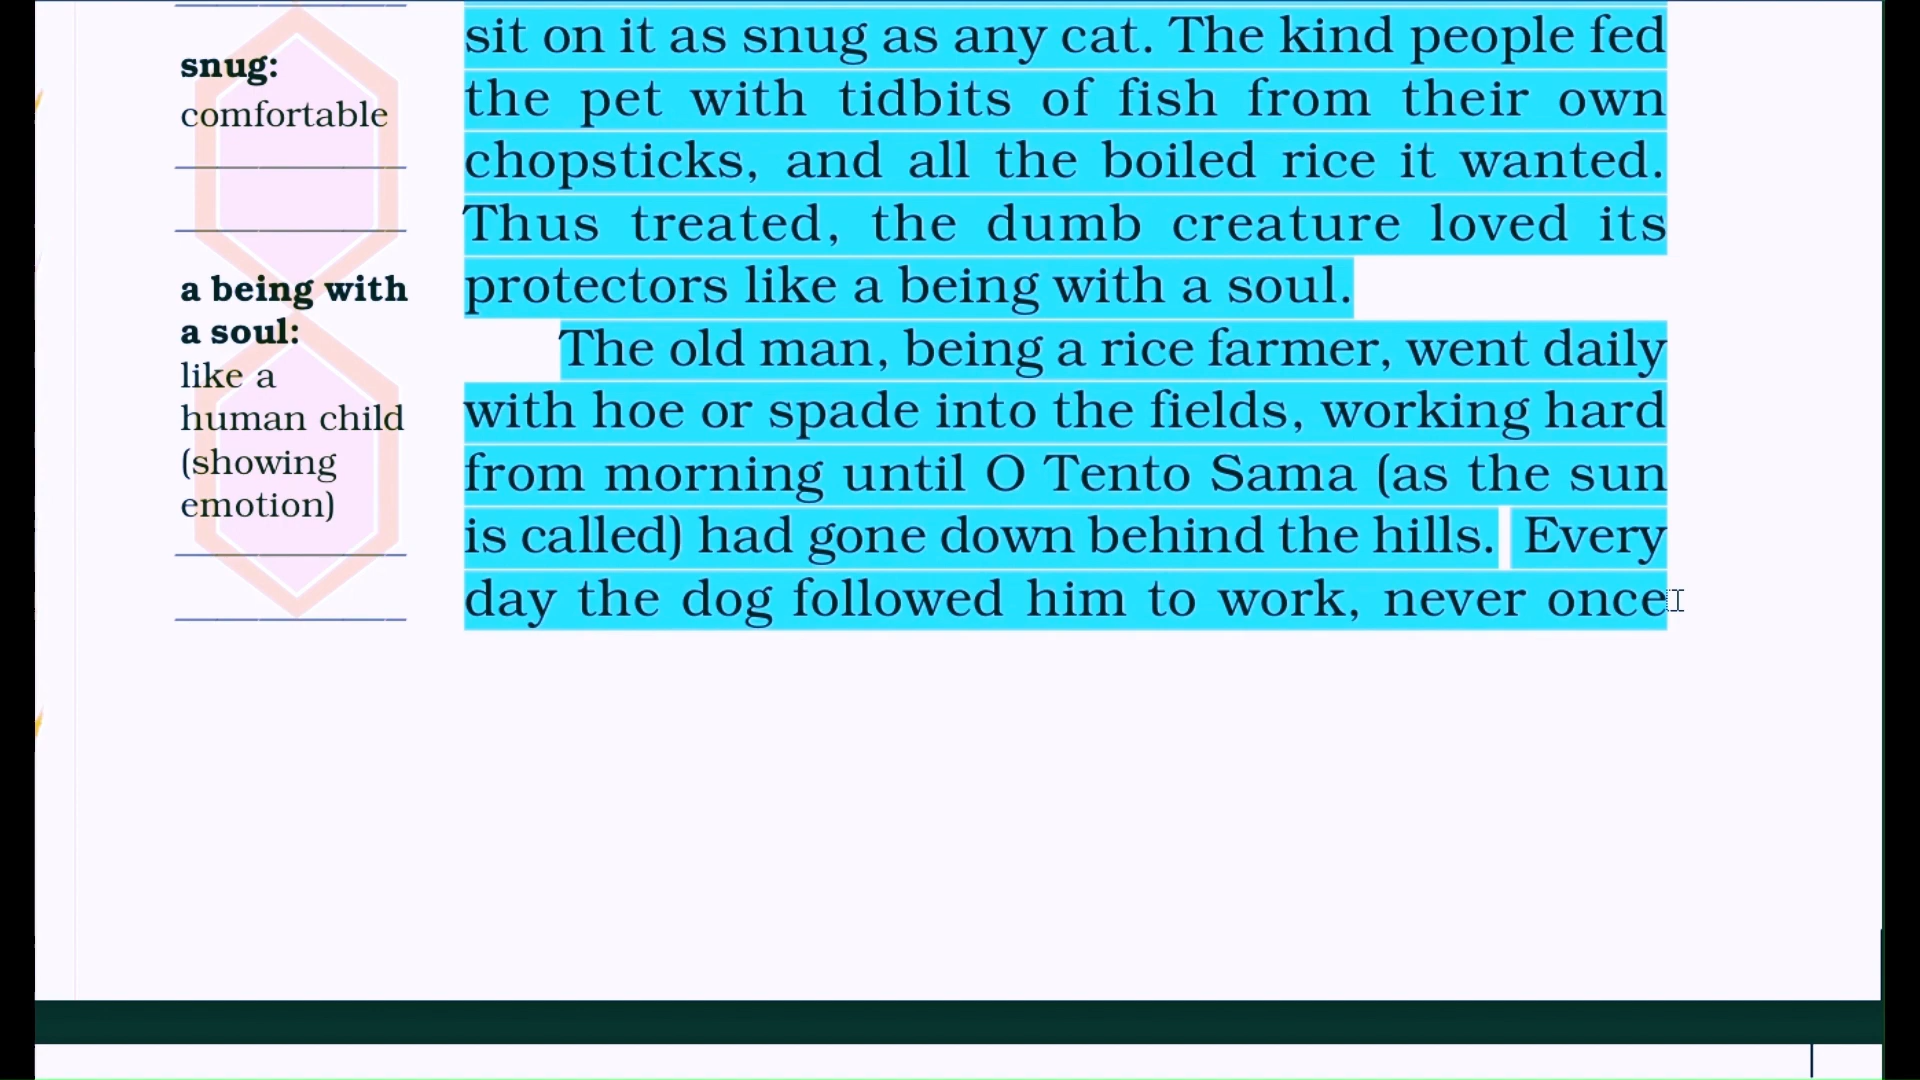 snug:
comfortable
a being with
a soul:
like a
human child
(showing
emotion)
sit on it as snug as any cat. The kind people fed
the pet with tidbits of fish from their own
chopsticks, and all the boiled rice it wanted.
Thus treated, the dumb creature loved its
protectors like a being with a soul.
The old man, being a rice farmer, went daily
with hoe or spade into the fields, working hard
from morning until O Tento Sama (as the sun
is called) had gone down behind the hills. Every
day the dog followed him to work, never once